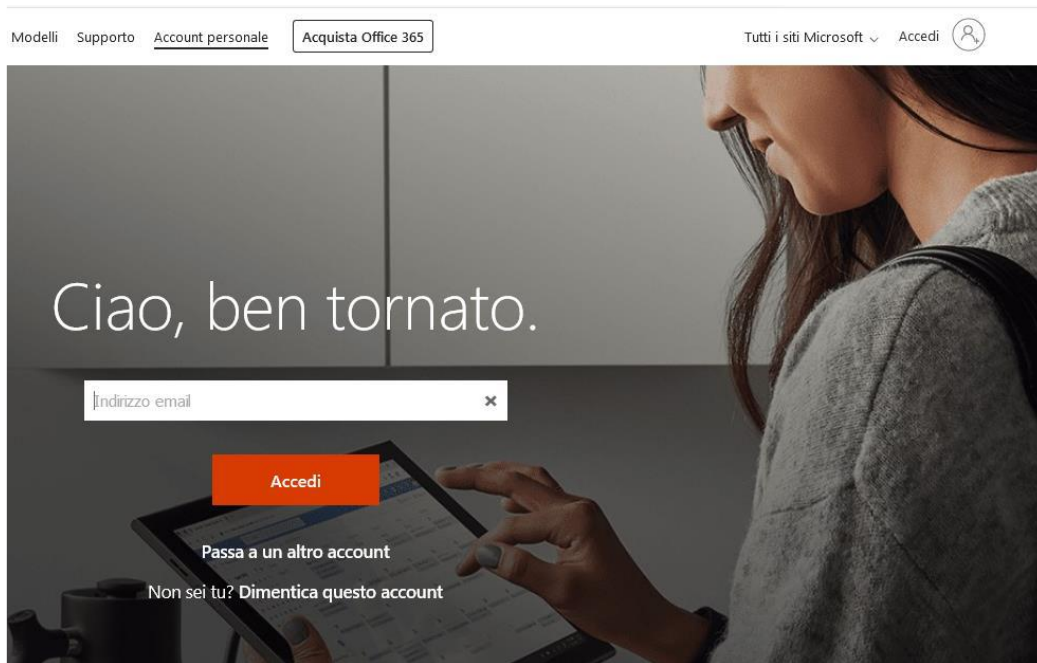 Modelli Supporto Account personale Acquista Office 365 Tutti i siti Microsoft Accedi
Ciao, ben tornato.
Indirizzo email
Accedi
Passa a un altro account
Non sei tu? Dimentica questo account